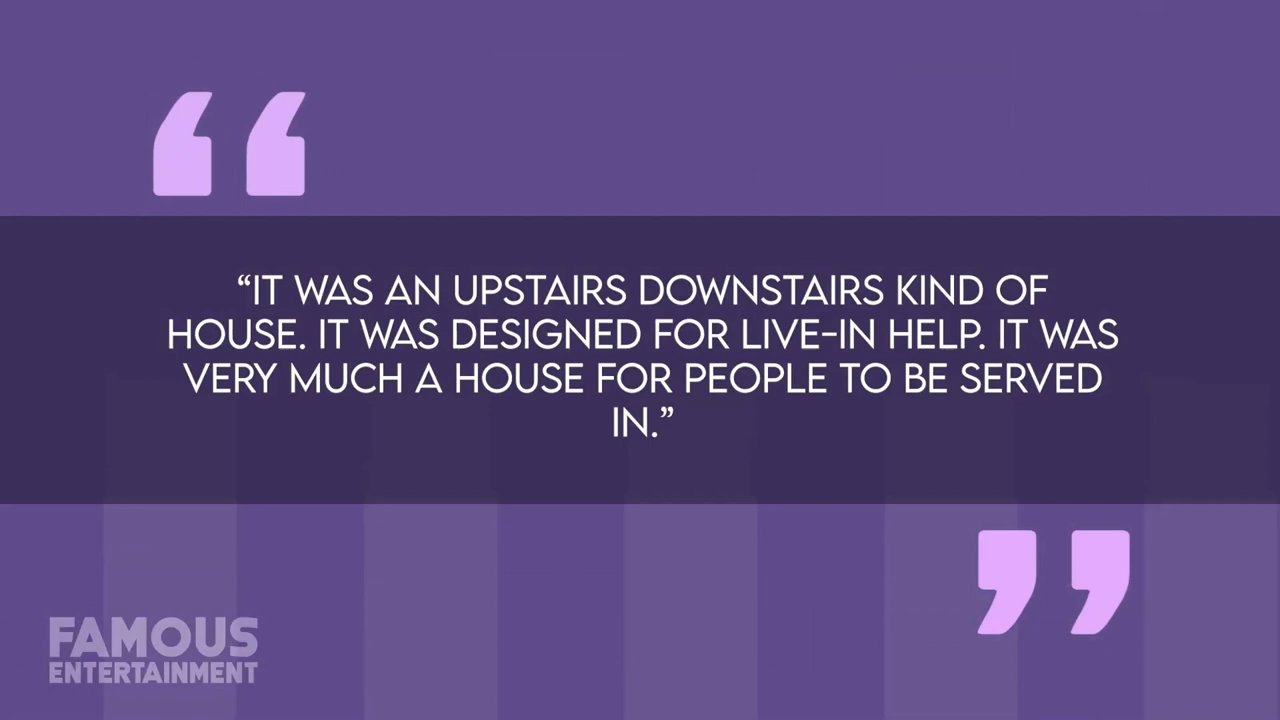 “IT WAS AN UPSTAIRS DOWNSTAIRS KIND OF
HOUSE. IT WAS DESIGNED FOR LIVE-IN HELP. IT WAS
VERY MUCH A HOUSE FOR PEOPLE TO BE SERVED
IN.”
FAMOUS
ENTERTAINMENT